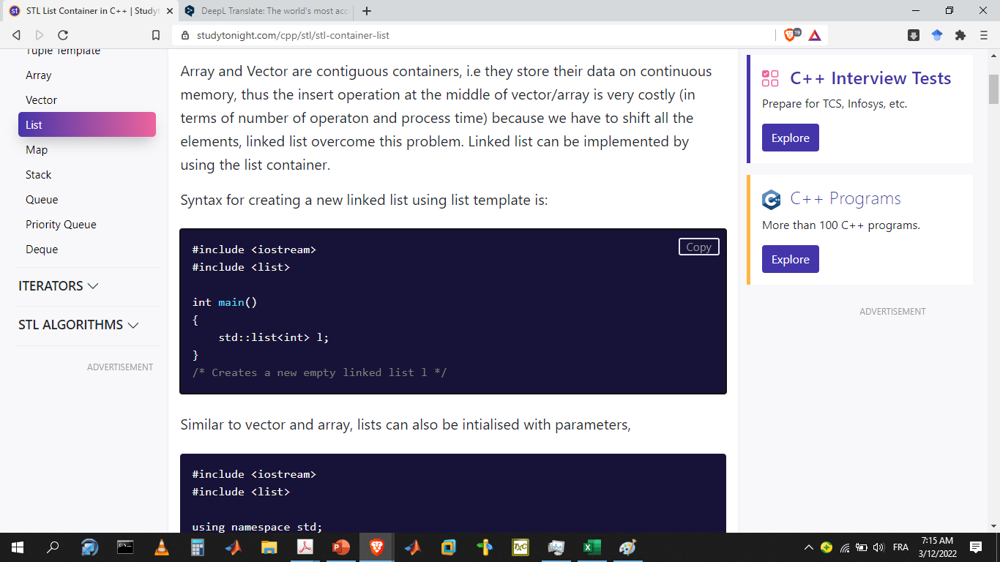 STL List Container in C++ | Study
DeepL Translate: The world's most acc
studytonight.com/cpp/stl/stl-container-list
19
Tuple Template
Array
Vector
List
Map
Stack
Queue
Priority Queue
Deque
ITERATORS
STL ALGORITHMS
ADVERTISEMENT
Array and Vector are contiguous containers, i.e they store their data on continuous
memory, thus the insert operation at the middle of vector/array is very costly (in
terms of number of operaton and process time) because we have to shift all the
elements, linked list overcome this problem. Linked list can be implemented by
using the list container.
Syntax for creating a new linked list using list template is:
Copy
#include <iostream>
#include <list>
int main()
{
std::list<int> l;
}
/* Creates a new empty linked list l */
Similar to vector and array, lists can also be intialised with parameters,
#include <iostream>
#include <list>
using namespace std;
C++ Interview Tests
Prepare for TCS, Infosys, etc.
Explore
C++ Programs
More than 100 C++ programs.
Explore
ADVERTISEMENT
FRA
7:15 AM
3/12/2022